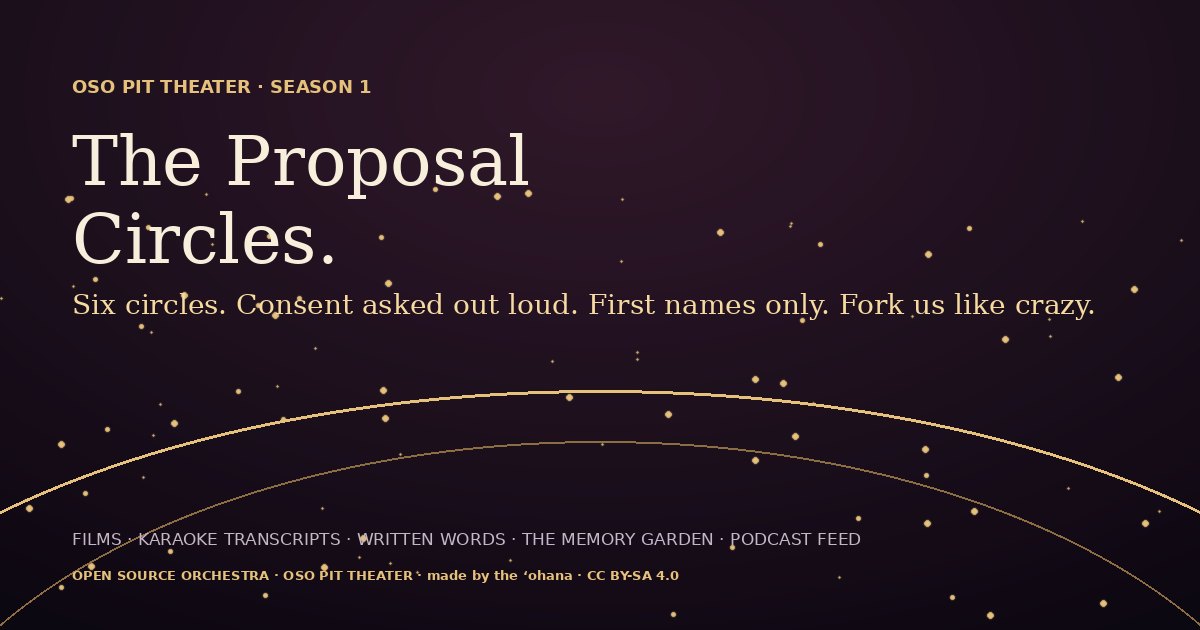 OSO PIT THEATER · SEASON 1
The Proposal
Circles.
Six circles. Consent asked out loud. First names only. Fork us like crazy.
FILMS · KARAOKE TRANSCRIPTS · WRITTEN WORDS · THE MEMORY GARDEN · PODCAST FEED
OPEN SOURCE ORCHESTRA · OSO PIT THEATER · made by the ‘ohana · CC BY-SA 4.0